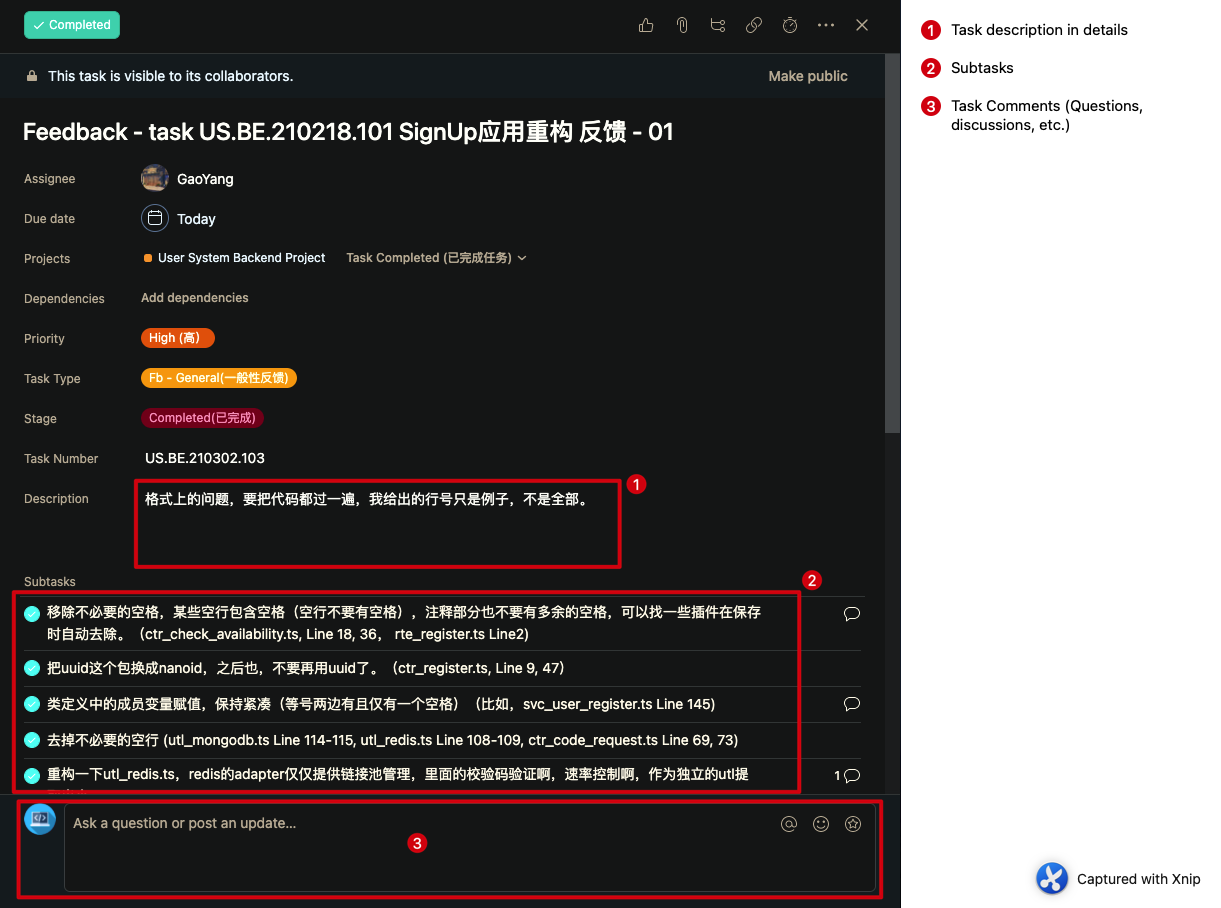 Completed
This task is visible to its collaborators.
Make public
Feedback - task US.BE.210218.101 SignUp应用重构 反馈 - 01
Assignee
GaoYang
Due date
Today
Projects
User System Backend Project
Task Completed (已完成任务)
Dependencies
Add dependencies
Priority
High (高)
Task Type
Fb - General(一般性反馈)
Stage
Completed(已完成)
Task Number
US.BE.210302.103
Description
格式上的问题，要把代码都过一遍，我给出的行号只是例子，不是全部。
1
Subtasks
2
移除不必要的空格，某些空行包含空格（空行不要有空格），注释部分也不要有多余的空格，可以找一些插件在保存
时自动去除。（ctr_check_availability.ts, Line 18, 36， rte_register.ts Line2)
把uuid这个包换成nanoid，之后也，不要再用uuid了。（ctr_register.ts, Line 9, 47)
类定义中的成员变量赋值，保持紧凑（等号两边有且仅有一个空格）（比如，svc_user_register.ts Line 145)
去掉不必要的空行 (utl_mongodb.ts Line 114-115, utl_redis.ts Line 108-109, ctr_code_request.ts Line 69, 73)
重构一下utl_redis.ts，redis的adapter仅仅提供链接池管理，里面的校验码验证啊，速率控制啊，作为独立的utl提
1
Ask a question or post an update...
3
1 Task description in details
2 Subtasks
3 Task Comments (Questions,
discussions, etc.)
Captured with Xnip